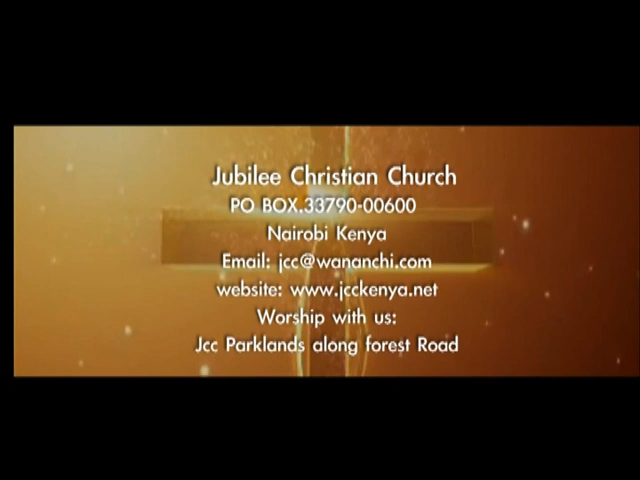 Jubilee Christian Church
PO BOX.33790-00600
Nairobi Kenya
Email: jcc@wananchi.com
website: www.jcckenya.net
Worship with us:
Jcc Parklands along forest Road